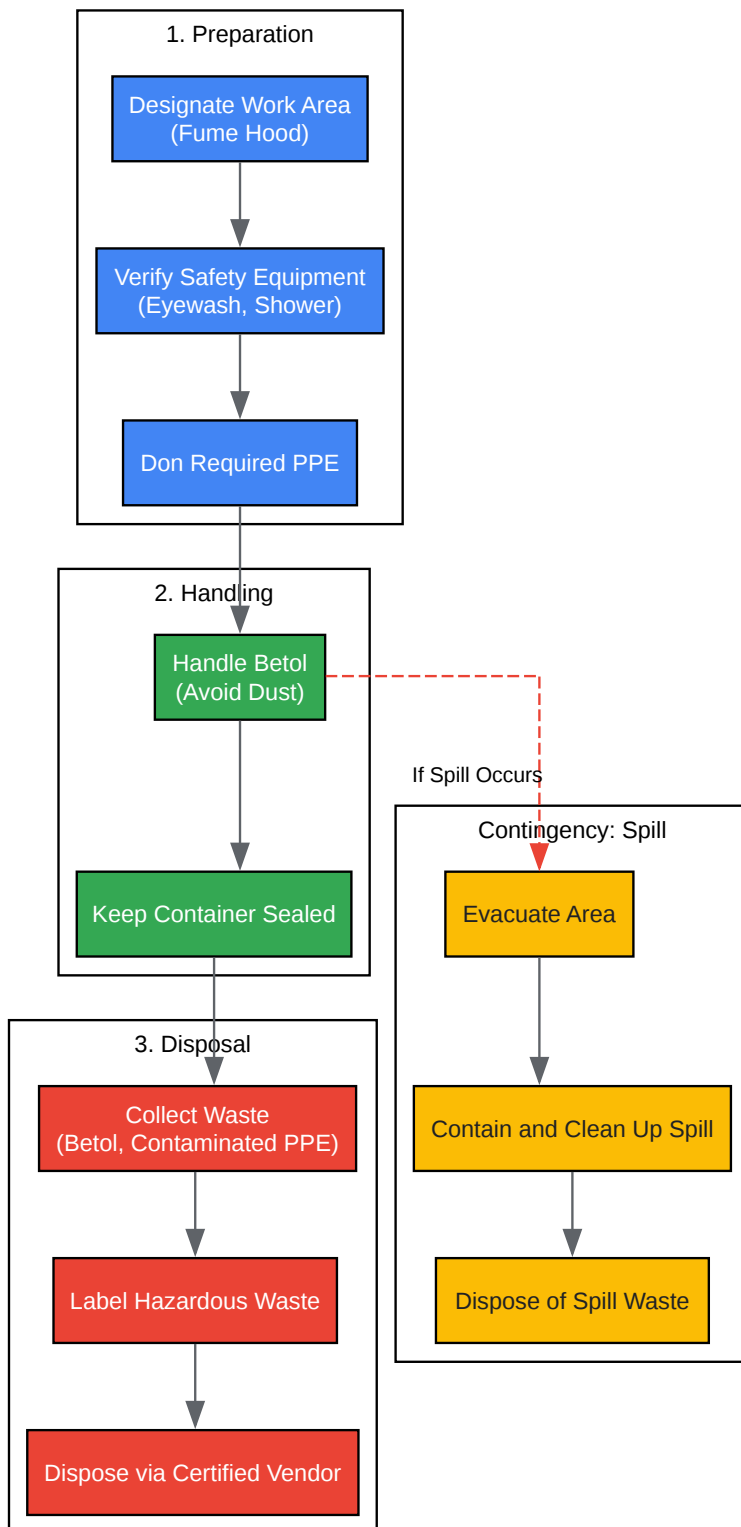 1. Preparation
Designate Work Area
(Fume Hood)
Verify Safety Equipment
(Eyewash, Shower)
Don Required PPE
2. Handling
Handle Betol
(Avoid Dust)
Keep Container Sealed
If Spill Occurs
Contingency: Spill
Evacuate Area
Contain and Clean Up Spill
Dispose of Spill Waste
3. Disposal
Collect Waste
(Betol, Contaminated PPE)
Label Hazardous Waste
Dispose via Certified Vendor